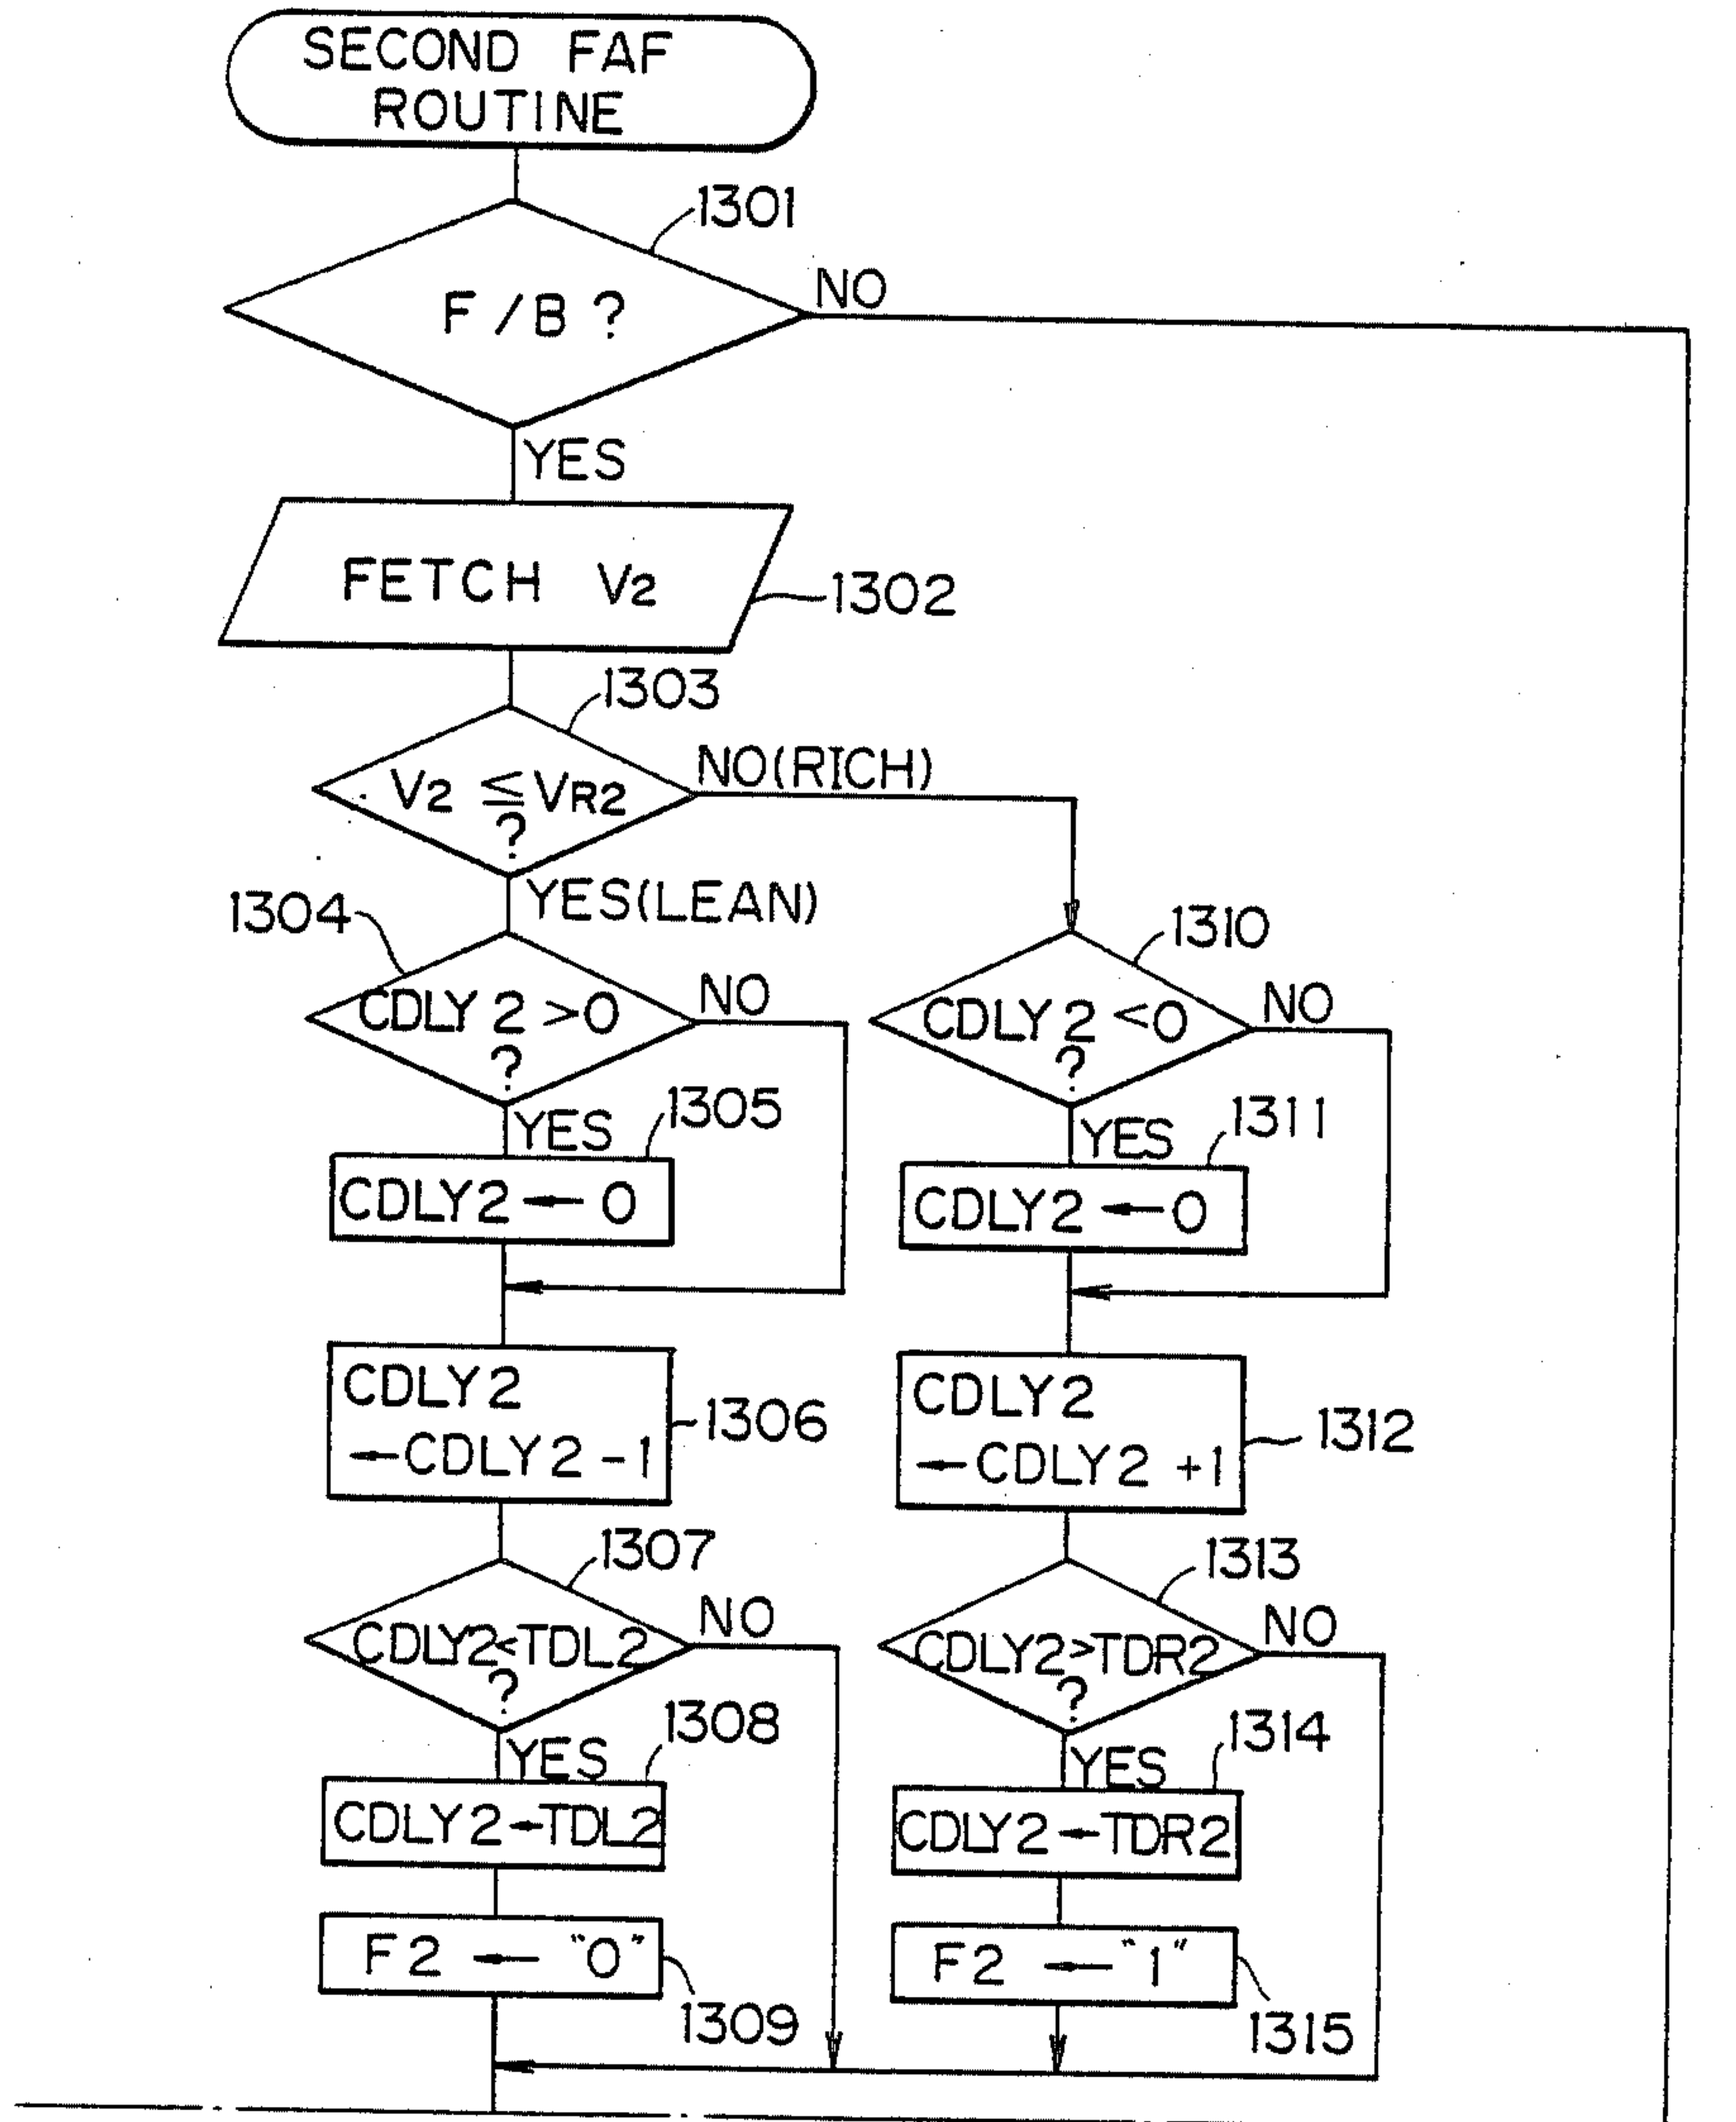 SECOND FAF
ROUTINE
1301
F/B ?
NO
YES
FETCH V2
1302
1303
V2 ≦ VR2
?
NO(RICH)
YES(LEAN)
1304
CDLY2 >0
?
NO
1310
CDLY2 <0
?
NO
YES
1305
CDLY2 ← 0
YES
1311
CDLY2 ← 0
CDLY2
← CDLY2 -1
1306
CDLY2
← CDLY2 +1
1312
1307
CDLY2<TDL2
?
NO
1313
CDLY2>TDR2
?
NO
YES
1308
CDLY2←TDL2
YES
1314
CDLY2←TDR2
F2 ← "0"
1309
F2 ← "1"
1315